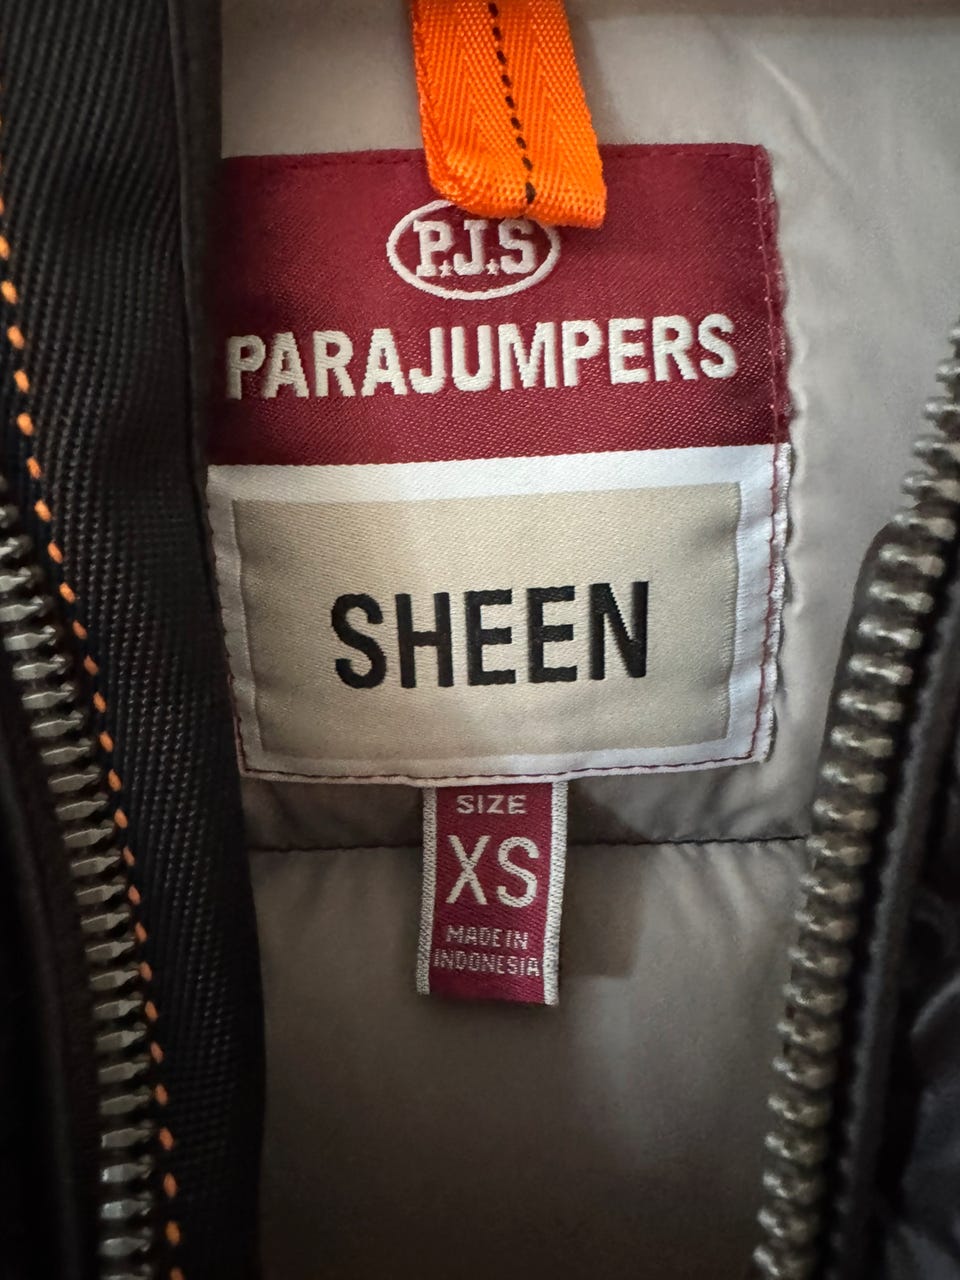 P.J.S
PARAJUMPERS
SHEEN
SIZE
XS
MADE IN
INDONESIA